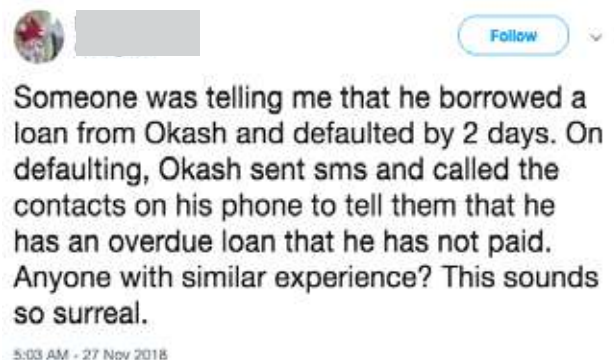 Follow
Someone was telling me that he borrowed a
loan from Okash and defaulted by 2 days. On
defaulting, Okash sent sms and called the
contacts on his phone to tell them that he
has an overdue loan that he has not paid.
Anyone with similar experience? This sounds
so surreal.
5:03 AM - 27 Nov 2018